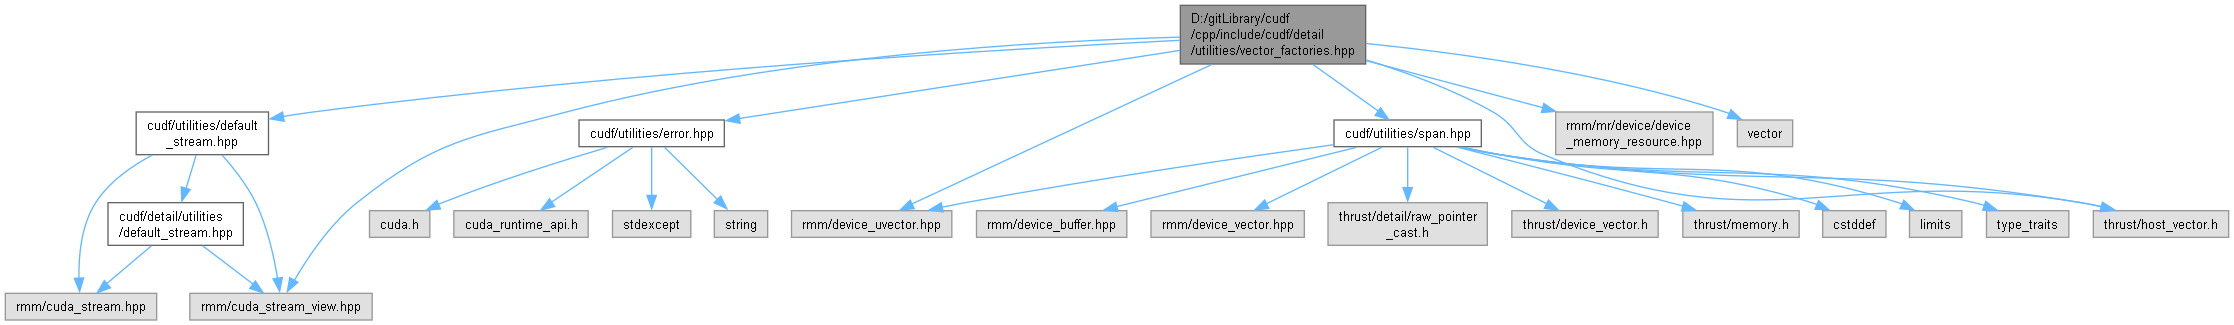 D:/gitLibrary/cudf
/cpp/include/cudf/detail
/utilities/vector_factories.hpp
cudf/utilities/default
_stream.hpp
cudf/utilities/error.hpp
cudf/utilities/span.hpp
rmm/mr/device/device
_memory_resource.hpp
vector
cudf/detail/utilities
/default_stream.hpp
cuda.h
cuda_runtime_api.h
stdexcept
string
rmm/device_uvector.hpp
rmm/device_buffer.hpp
rmm/device_vector.hpp
thrust/detail/raw_pointer
_cast.h
thrust/device_vector.h
thrust/memory.h
cstddef
limits
type_traits
thrust/host_vector.h
rmm/cuda_stream.hpp
rmm/cuda_stream_view.hpp